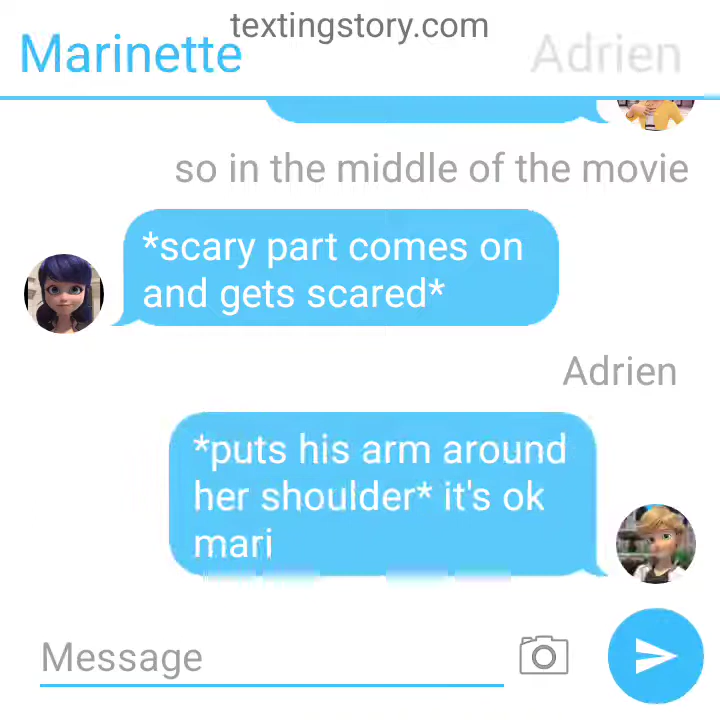 textingstory.com
Marinette
Adrien
so in the middle of the movie
*scary part comes on
and gets scared*
Adrien
*puts his arm around
her shoulder* it's ok
mari
Message